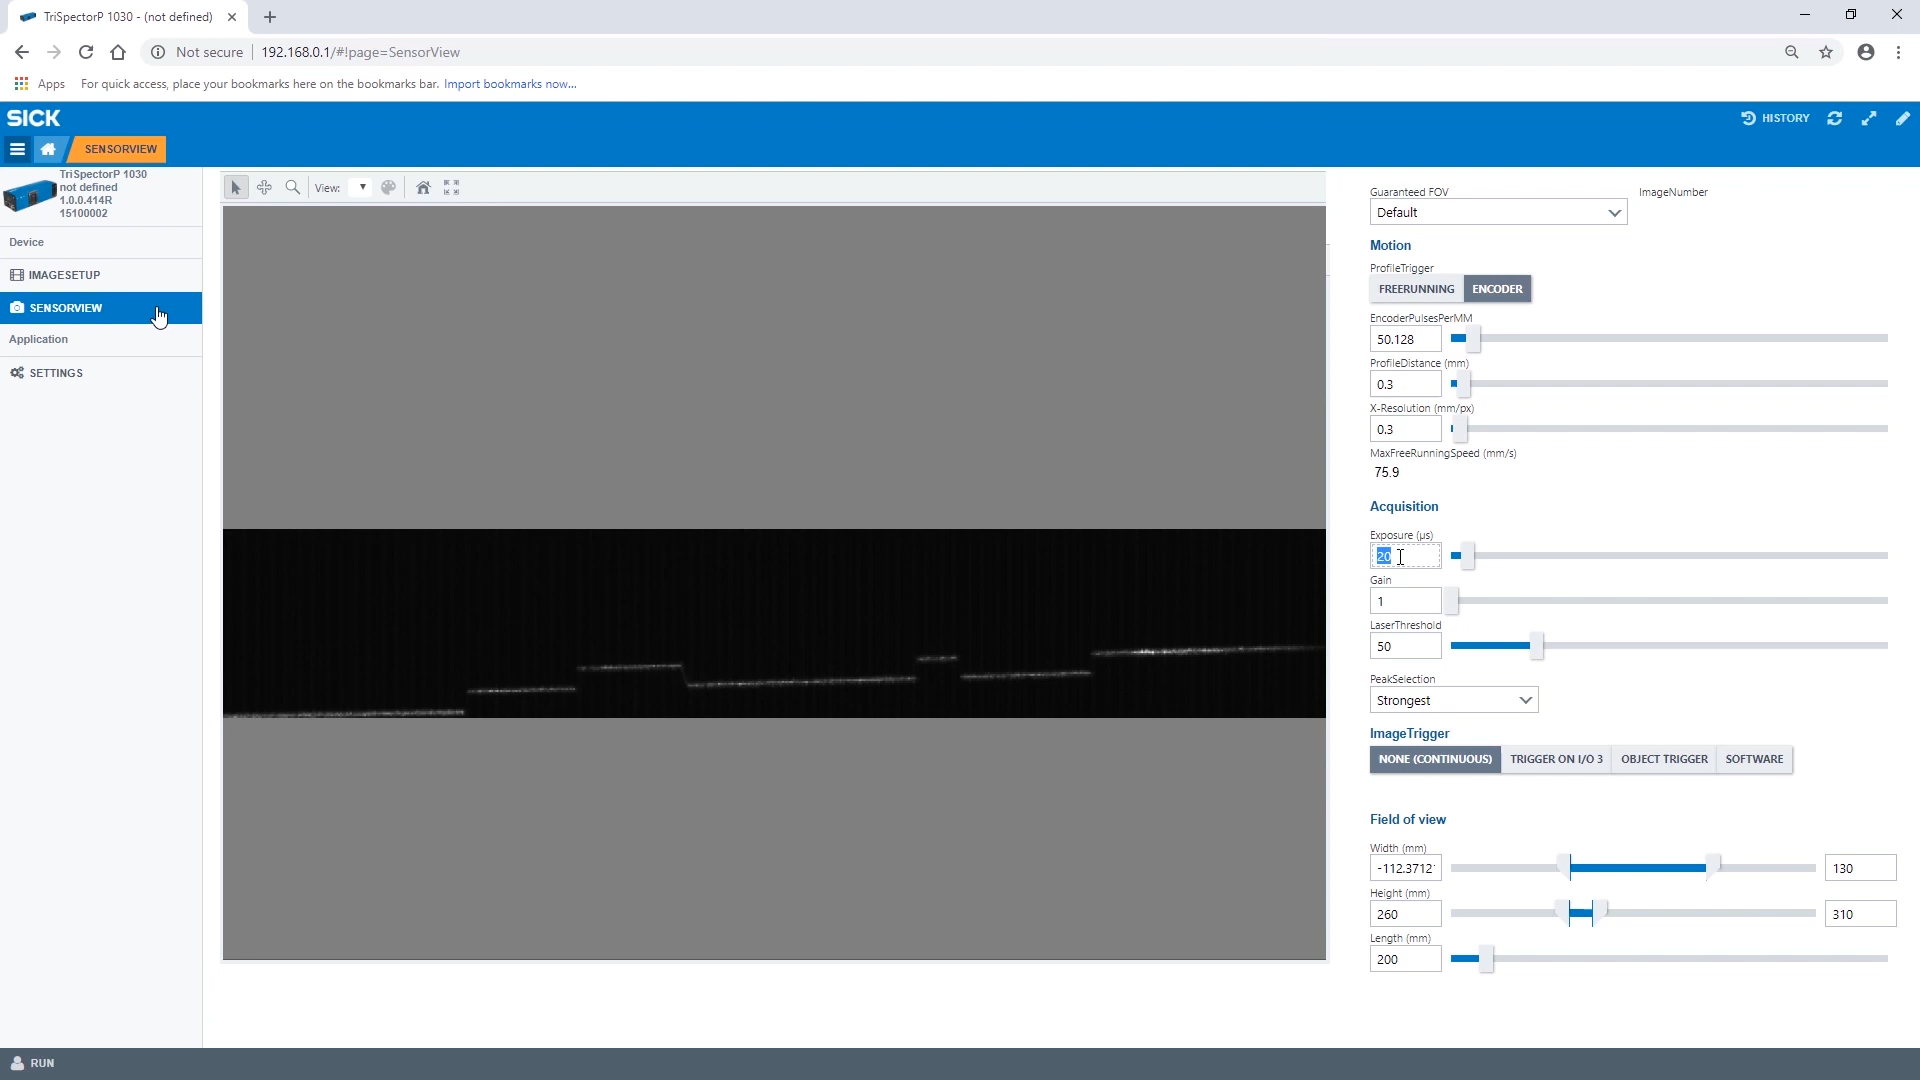 TriSpectorP 1030 - (not defined)
Not secure
192.168.0.1/#!page=SensorView
Apps
For quick access, place your bookmarks here on the bookmarks bar. Import bookmarks now...
SICK
HISTORY
SENSORVIEW
TriSpectorP 1030
not defined
1.0.0.414R
15100002
Device
IMAGESETUP
SENSORVIEW
Application
SETTINGS
View:
Guaranteed FOV
ImageNumber
Default
Motion
ProfileTrigger
FREERUNNING
ENCODER
EncoderPulsesPerMM
50.128
ProfileDistance (mm)
0.3
X-Resolution (mm/px)
0.3
MaxFreeRunningSpeed (mm/s)
75.9
Acquisition
Exposure (µs)
20
Gain
1
LaserThreshold
50
PeakSelection
Strongest
ImageTrigger
NONE (CONTINUOUS)
TRIGGER ON I/O 3
OBJECT TRIGGER
SOFTWARE
Field of view
Width (mm)
-112.3712
130
Height (mm)
260
310
Length (mm)
200
RUN